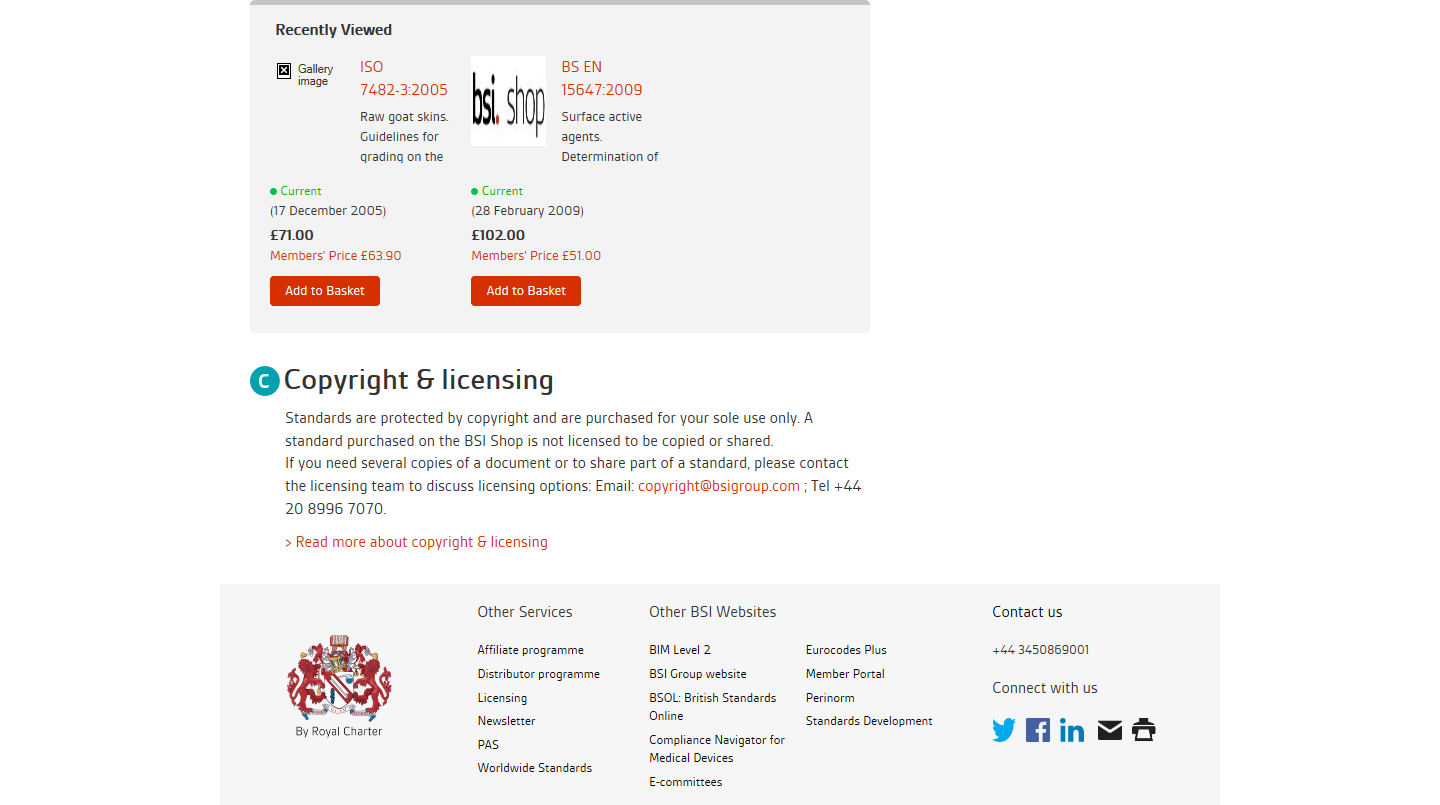 Recently Viewed
Gallery
image
ISO
7482-3:2005
Raw goat skins.
Guidelines for
grading on the
Current
(17 December 2005)
£71.00
Members' Price £63.90
Add to Basket
bsi. shop
BS EN
15647:2009
Surface active
agents.
Determination of
Current
(28 February 2009)
£102.00
Members' Price £51.00
Add to Basket
C Copyright & licensing
Standards are protected by copyright and are purchased for your sole use only. A
standard purchased on the BSI Shop is not licensed to be copied or shared.
If you need several copies of a document or to share part of a standard, please contact
the licensing team to discuss licensing options: Email: copyright@bsigroup.com ; Tel +44
20 8996 7070.
> Read more about copyright & licensing
By Royal Charter
Other Services
Affiliate programme
Distributor programme
Licensing
Newsletter
PAS
Worldwide Standards
Other BSI Websites
BIM Level 2
BSI Group website
BSOL: British Standards
Online
Compliance Navigator for
Medical Devices
E-committees
Eurocodes Plus
Member Portal
Perinorm
Standards Development
Contact us
+44 3450869001
Connect with us